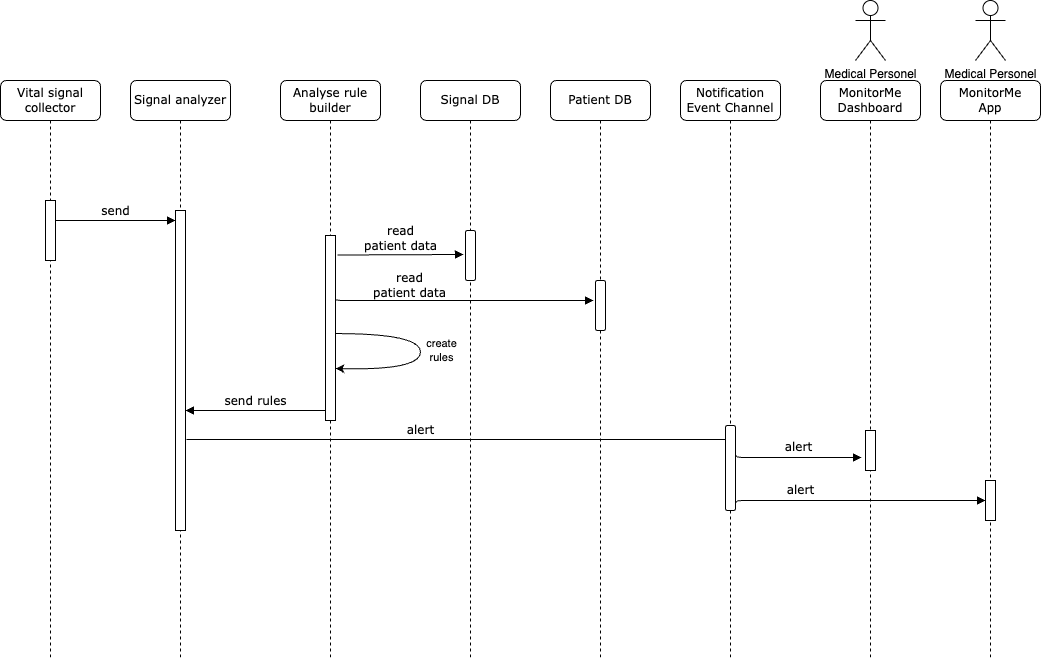 Medical Personel
Medical Personel
Vital signal
collector
Signal analyzer
Analyse rule
builder
Signal DB
Patient DB
Notification
Event Channel
MonitorMe
Dashboard
MonitorMe
App
send
read
patient data
read
patient data
create
rules
send rules
alert
alert
alert